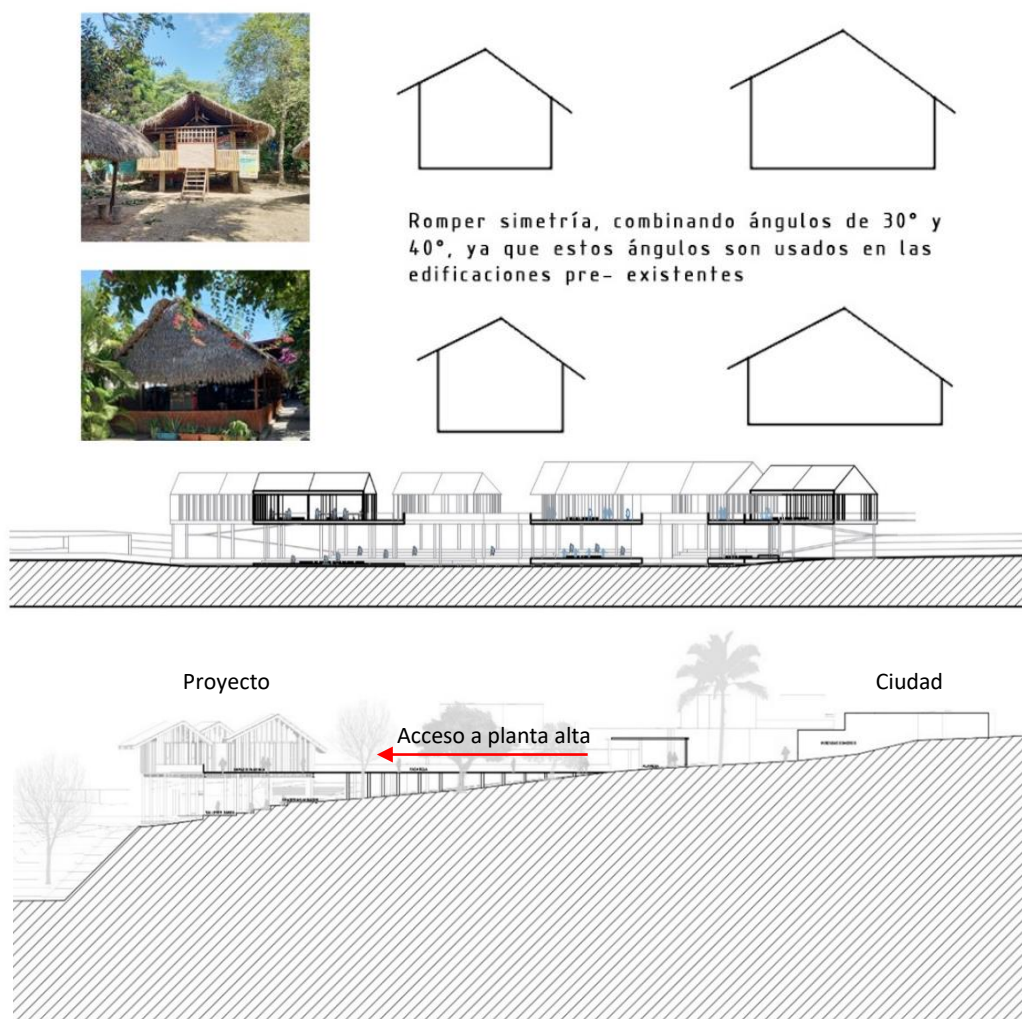 Romper simetría, combinando ángulos de 30° y
40°, ya que estos ángulos son usados en las
edificaciones pre- existentes
Proyecto
Ciudad
Acceso a planta alta